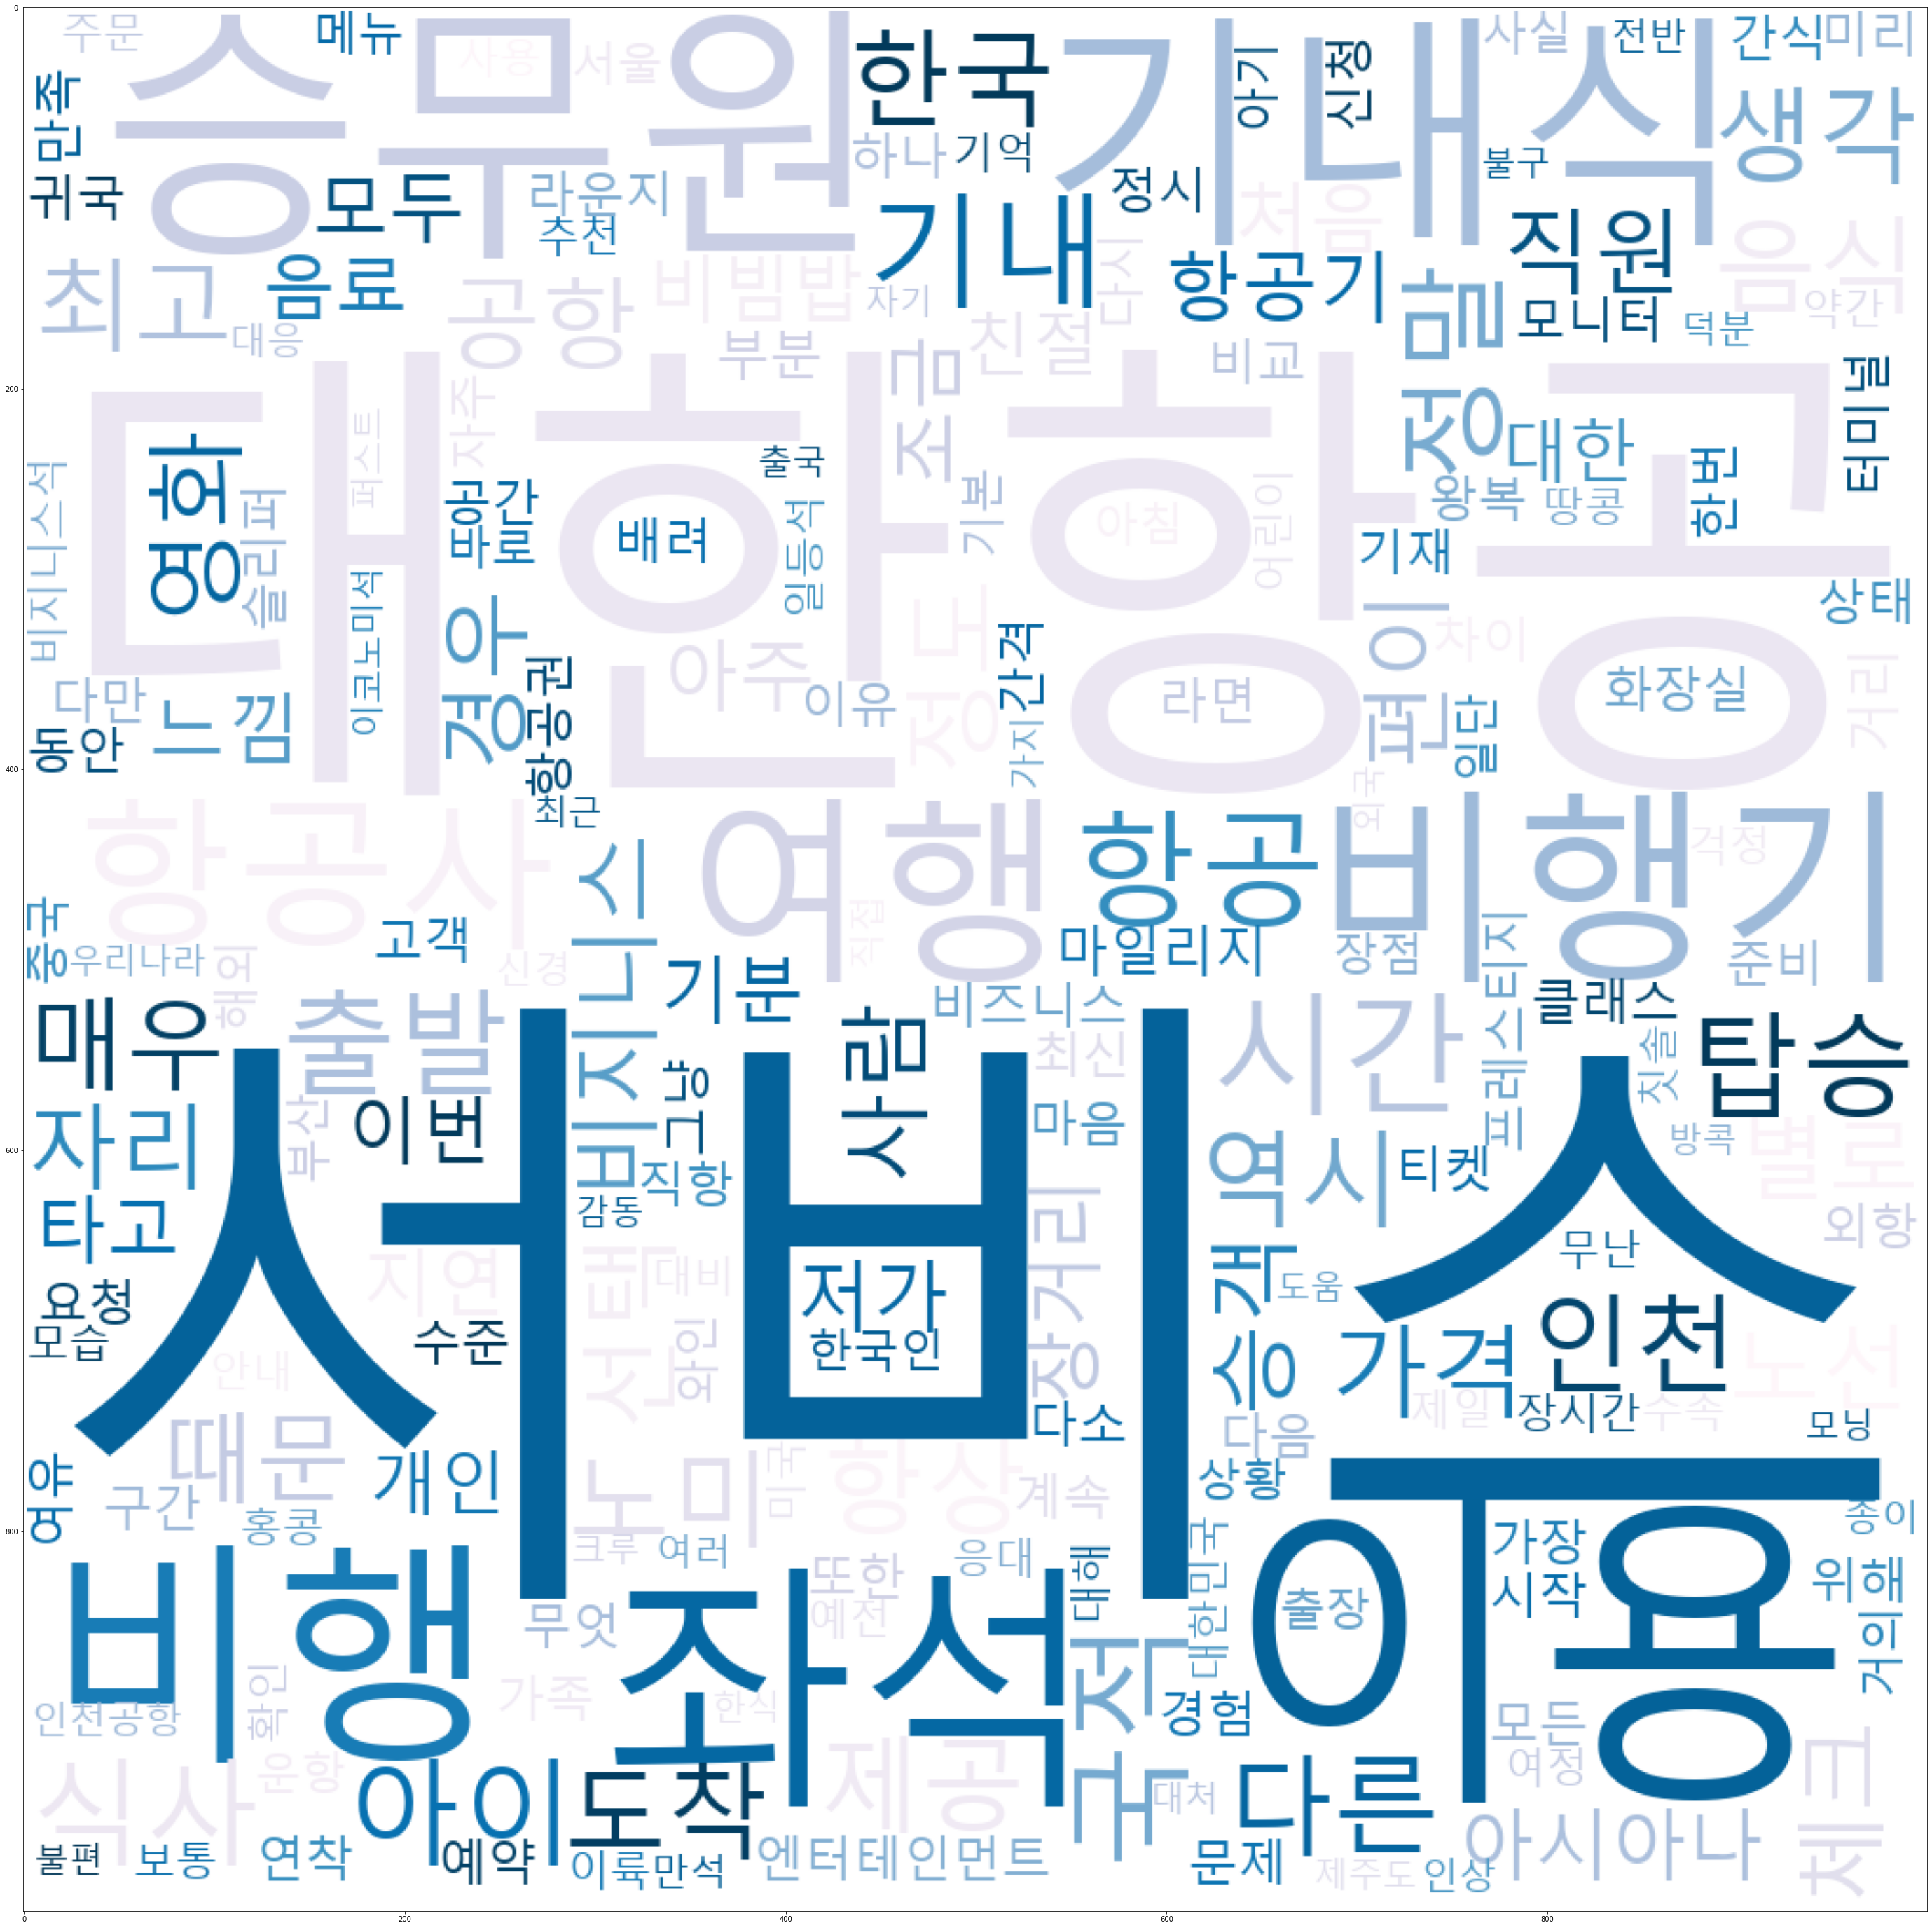 0
주문
메뉴
사용
서울
승무원
한국
기내식
아기
신청
사실
전반
간식
미리
만족
하나
기억
불구
생각
귀국
모두
라운지
추천
기내
정시
처음
직원
음식
최고
음료
공항
비빔밥
자기
다시
항공기
정말
모니터
덕분
약간
대응
부분
조금
친절
비교
터미널
200
대한항공
영화
퍼스트
자주
출국
대한
한번
비지니스석
슬리퍼
공간
바로
배려
일등석
기본
아침
어린이
왕복
땅콩
기재
상태
이코노미석
경우
항공권
아주
이유
정도
간격
가지
라면
편이
차이
일단
화장실
거리
다만
동안
느낌
400
최근
외국
항공사
여행
항공
비행기
걱정
중국
우리나라
해외
고객
신경
비지니스
직접
마일리지
장점
프레스티지
준비
매우
출발
기분
사람
비즈니스
최신
시간
클래스
칫솔
탑승
자리
부산
이번
그냥
마음
역시
티켓
방콕
별로
600
서비스
타고
직항
감동
장거리
승객
도움
무난
외항
요청
모습
지연
서태
대비
저가
한국인
와인
수준
가격
인천
안내
다소
제일
장시간
수속
노선
모닝
다음
여야
구간
때문
홍콩
개인
노미
미국
항상
계속
상황
이용
종이
800
크루
여러
또한
응대
대해
대한민국
출장
가장
시작
위해
거의
비행
무엇
예전
좌석
국적
경험
모든
여정
체크
인천공항
확인
가족
한식
식사
운항
아이
도착
제공
대처
다른
아시아나
불편
보통
연착
예약
이륙
만석
엔터테인먼트
문제
제주도
인상
0
200
400
600
800